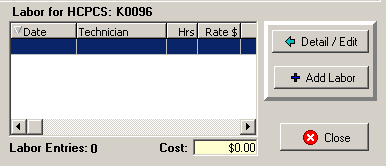 Labor for HCPCS: K0096
Date Technician Hrs Rate $
Detail / Edit
Add Labor
Labor Entries: 0 Cost: $0.00
Close